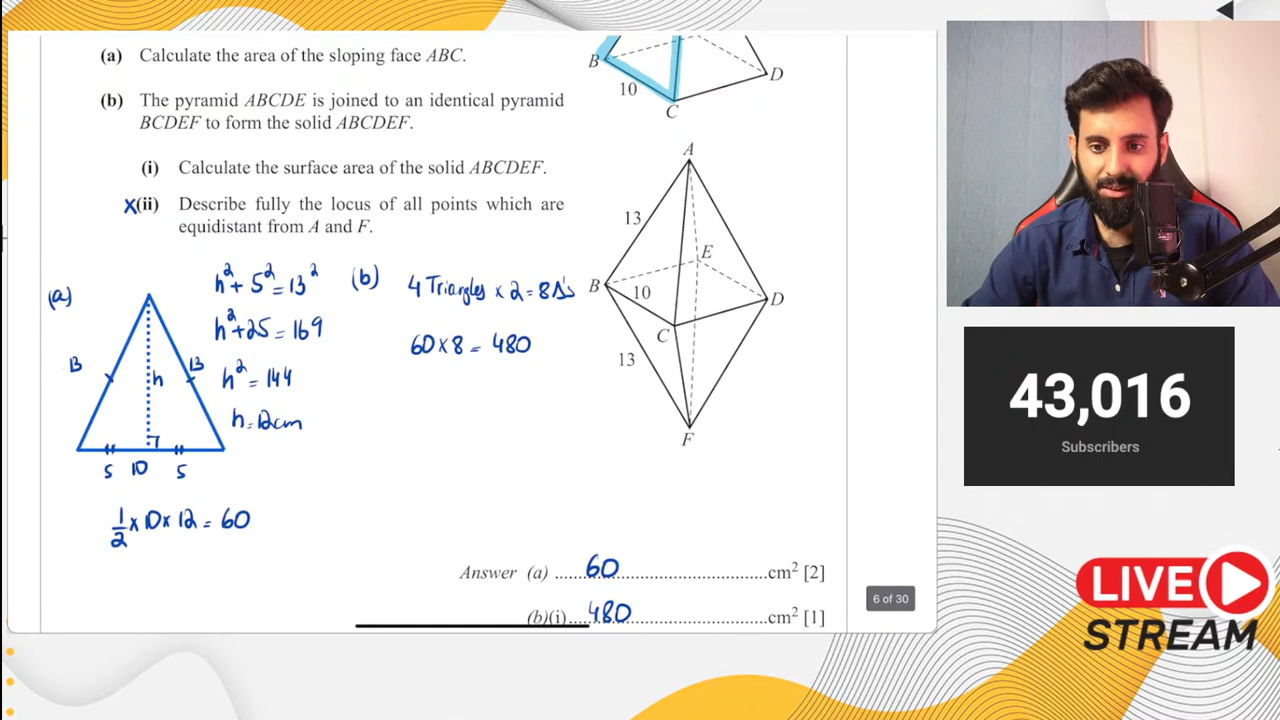 (a) Calculate the area of the sloping face ABC.
B
10
D
C
(b) The pyramid ABCDE is joined to an identical pyramid
BCDEF to form the solid ABCDEF.
A
(i) Calculate the surface area of the solid ABCDEF.
X(ii) Describe fully the locus of all points which are
equidistant from A and F.
13
E
(a)
h² + 5² = 13²
(b)
4 Triangles × 2 = 8 Δ's
B
10
D
h² + 25 = 169
60 × 8 = 480
C
13
13
h
13
h² = 144
h = 12cm
F
5
10
5
1/2 × 10 × 12 = 60
Answer (a) ......60..............................cm² [2]
(b)(i).....480..............................cm² [1]
6 of 30
43,016
Subscribers
LIVE
STREAM